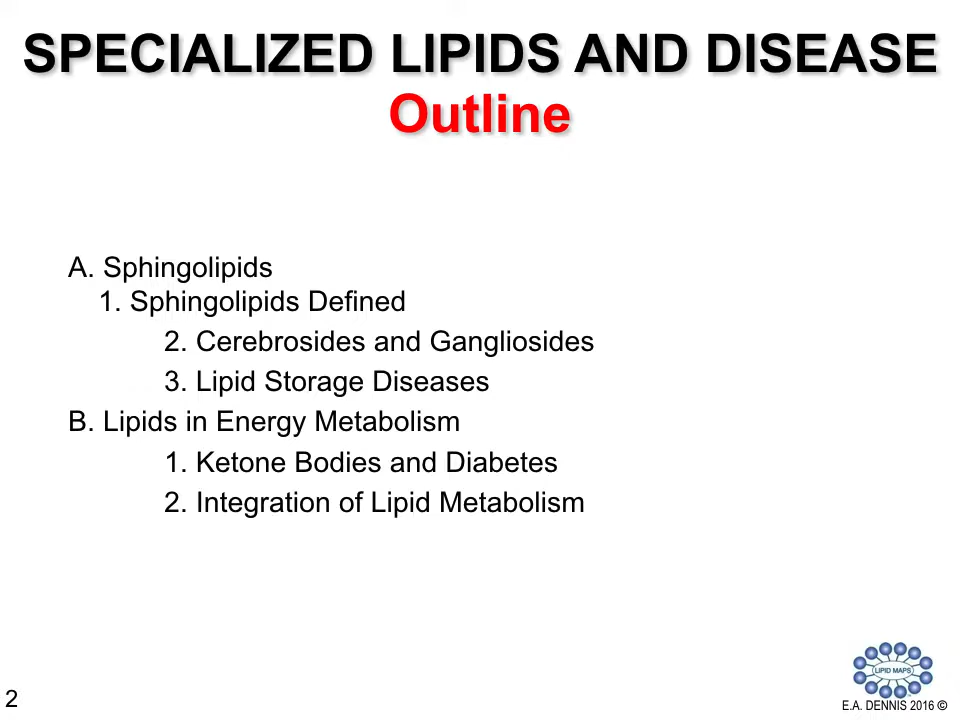 SPECIALIZED LIPIDS AND DISEASE
Outline
A. Sphingolipids
1. Sphingolipids Defined
2. Cerebrosides and Gangliosides
3. Lipid Storage Diseases
B. Lipids in Energy Metabolism
1. Ketone Bodies and Diabetes
2. Integration of Lipid Metabolism
LIPID MAPS
2
E.A. DENNIS 2016 ©